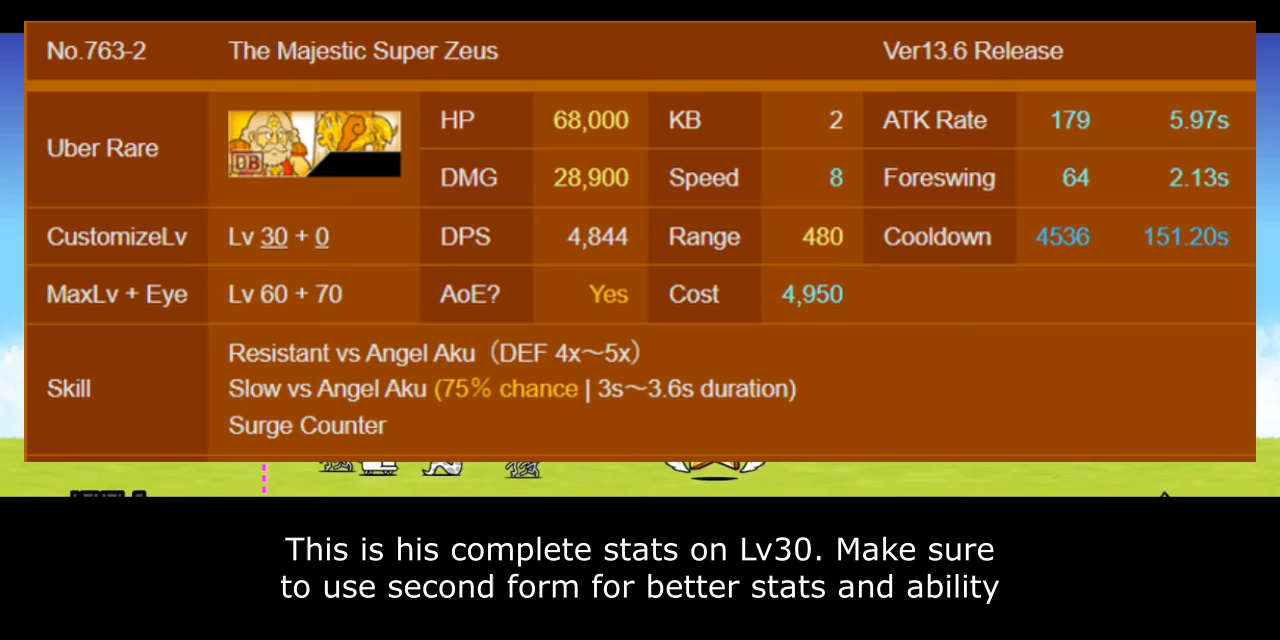 No.763-2 The Majestic Super Zeus Ver13.6 Release
HP 68,000 KB 2 ATK Rate 179 5.97s
Uber Rare
DMG 28,900 Speed 8 Foreswing 64 2.13s
CustomizeLv Lv 30 + 0 DPS 4,844 Range 480 Cooldown 4536 151.20s
MaxLv + Eye Lv 60 + 70 AoE? Yes Cost 4,950
Resistant vs Angel Aku（DEF 4x～5x）
Skill Slow vs Angel Aku (75% chance | 3s～3.6s duration)
Surge Counter
This is his complete stats on Lv30. Make sure
to use second form for better stats and ability